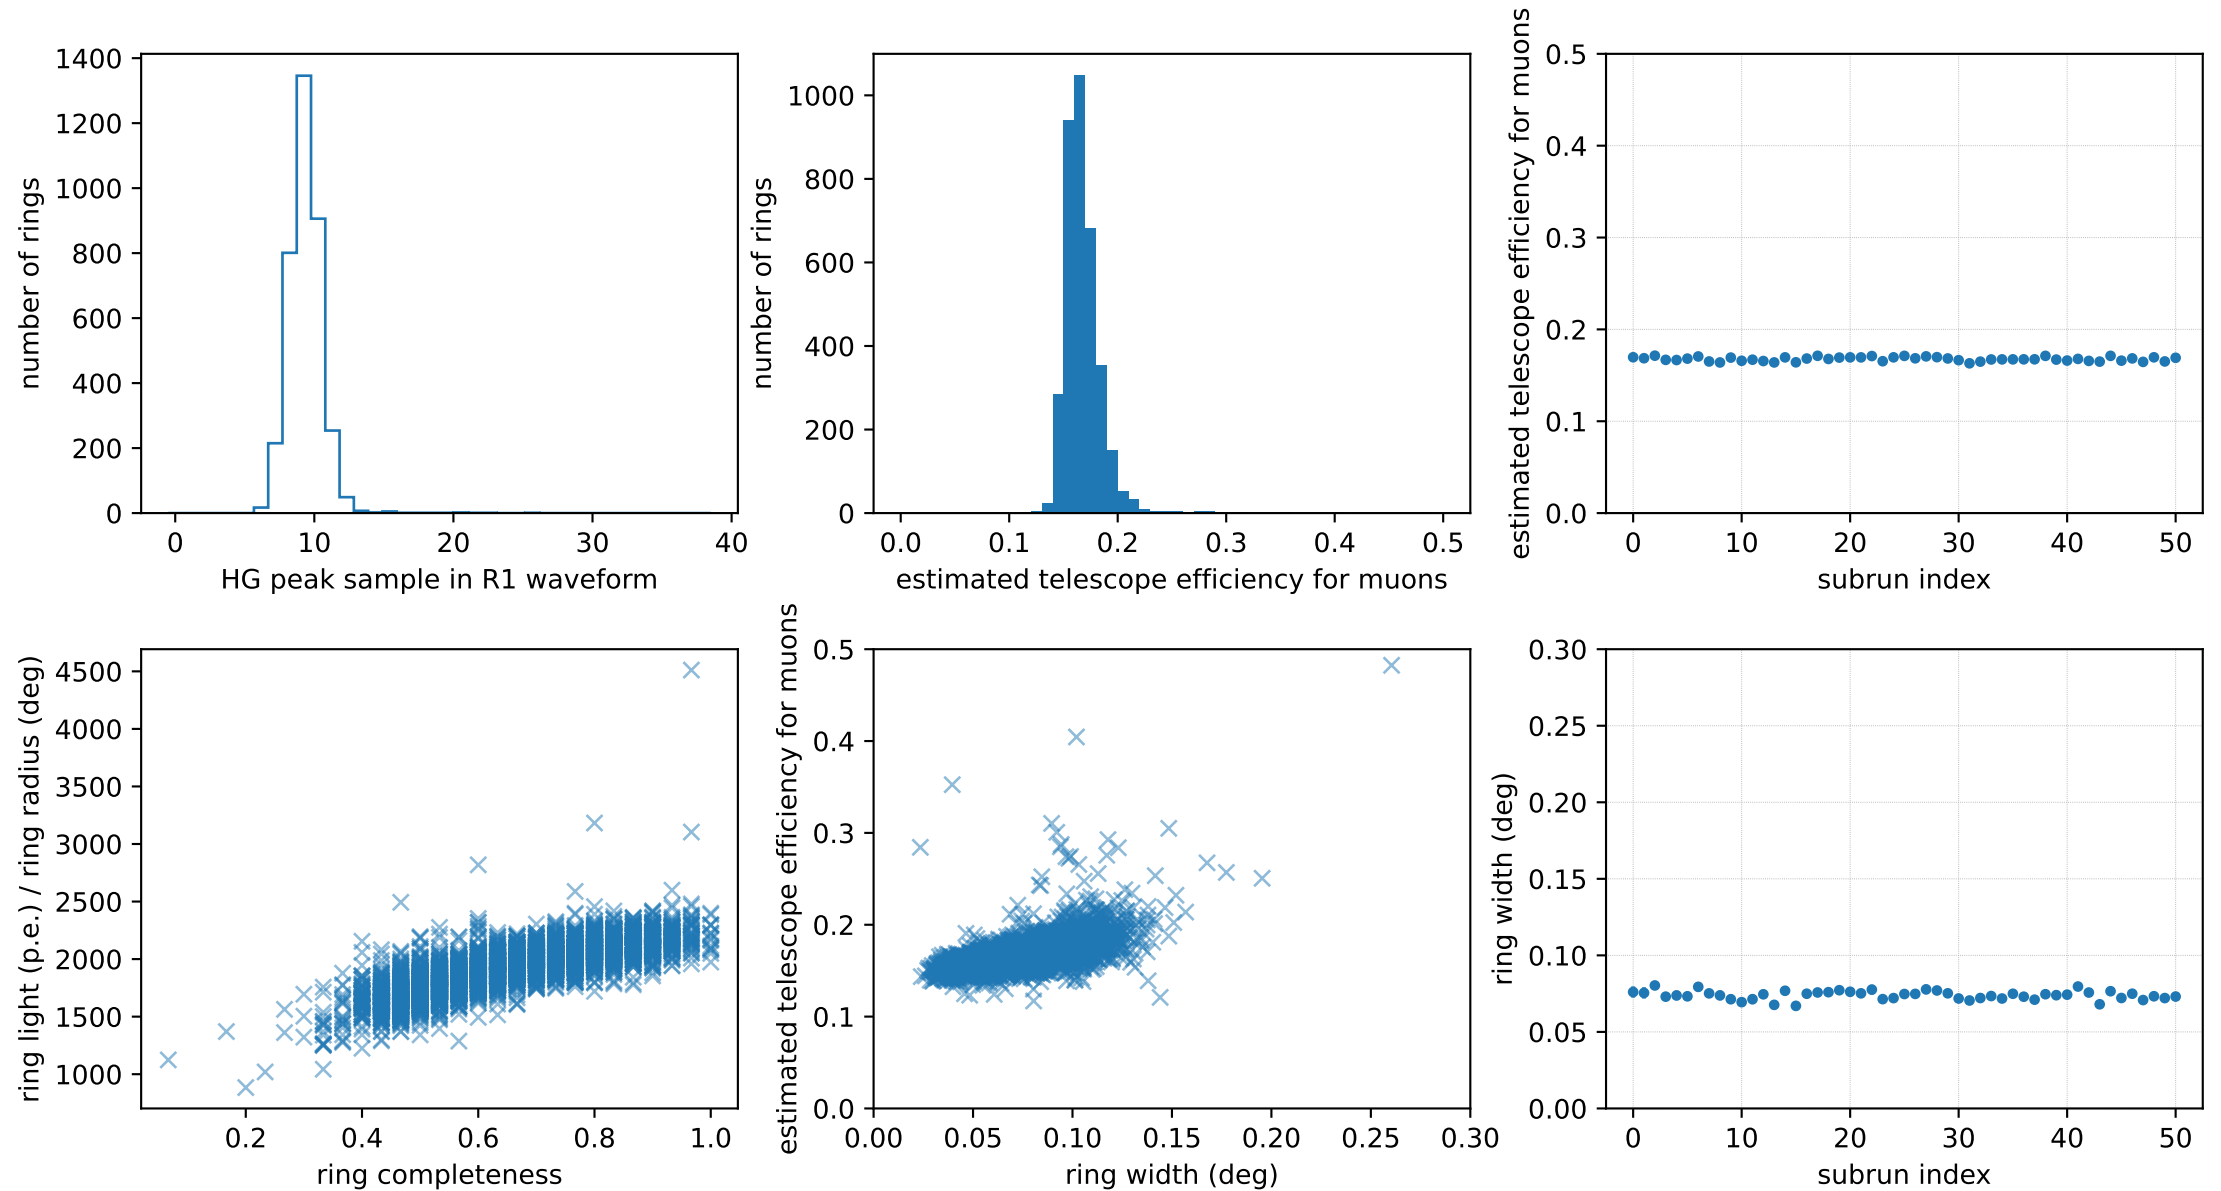 1400
1200
1000
800
600
400
200
0
number of rings
0 10 20 30 40
HG peak sample in R1 waveform
1000
800
600
400
200
0
number of rings
0.0 0.1 0.2 0.3 0.4 0.5
estimated telescope efficiency for muons
0.5
0.4
0.3
0.2
0.1
0.0
estimated telescope efficiency for muons
0 10 20 30 40 50
subrun index
4500
4000
3500
3000
2500
2000
1500
1000
ring light (p.e.) / ring radius (deg)
0.2 0.4 0.6 0.8 1.0
ring completeness
0.5
0.4
0.3
0.2
0.1
0.0
estimated telescope efficiency for muons
0.00 0.05 0.10 0.15 0.20 0.25 0.30
ring width (deg)
0.30
0.25
0.20
0.15
0.10
0.05
0.00
ring width (deg)
0 10 20 30 40 50
subrun index